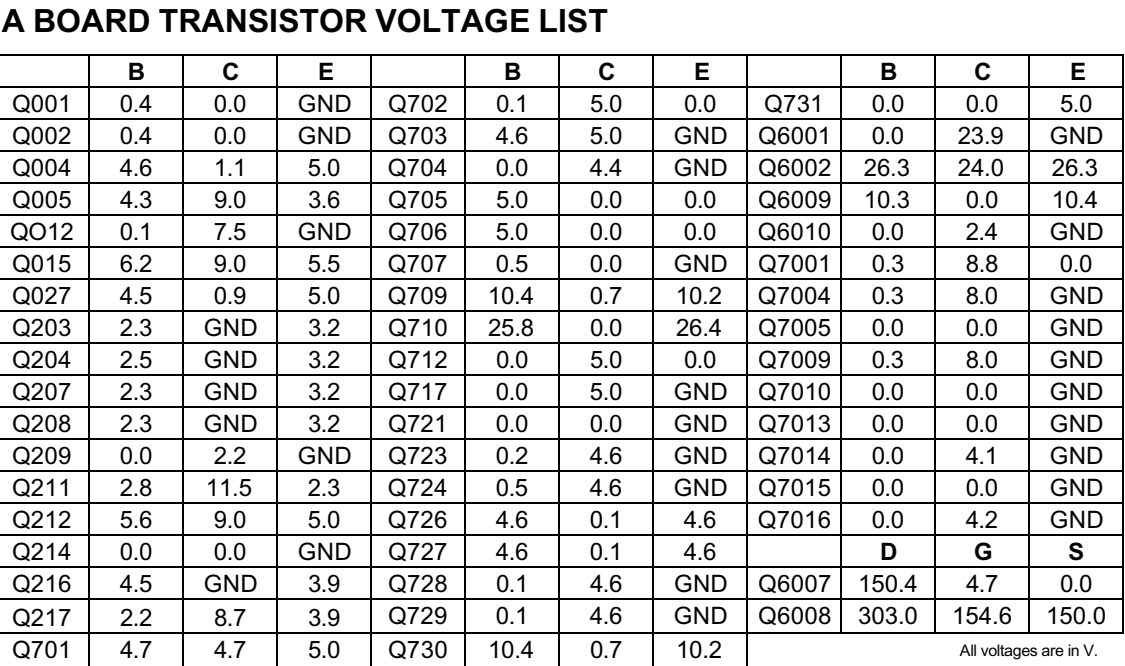 A BOARD TRANSISTOR VOLTAGE LIST
B C E B C E B C E
Q001 0.4 0.0 GND Q702 0.1 5.0 0.0 Q731 0.0 0.0 5.0
Q002 0.4 0.0 GND Q703 4.6 5.0 GND Q6001 0.0 23.9 GND
Q004 4.6 1.1 5.0 Q704 0.0 4.4 GND Q6002 26.3 24.0 26.3
Q005 4.3 9.0 3.6 Q705 5.0 0.0 0.0 Q6009 10.3 0.0 10.4
QO12 0.1 7.5 GND Q706 5.0 0.0 0.0 Q6010 0.0 2.4 GND
Q015 6.2 9.0 5.5 Q707 0.5 0.0 GND Q7001 0.3 8.8 0.0
Q027 4.5 0.9 5.0 Q709 10.4 0.7 10.2 Q7004 0.3 8.0 GND
Q203 2.3 GND 3.2 Q710 25.8 0.0 26.4 Q7005 0.0 0.0 GND
Q204 2.5 GND 3.2 Q712 0.0 5.0 0.0 Q7009 0.3 8.0 GND
Q207 2.3 GND 3.2 Q717 0.0 5.0 GND Q7010 0.0 0.0 GND
Q208 2.3 GND 3.2 Q721 0.0 0.0 GND Q7013 0.0 0.0 GND
Q209 0.0 2.2 GND Q723 0.2 4.6 GND Q7014 0.0 4.1 GND
Q211 2.8 11.5 2.3 Q724 0.5 4.6 GND Q7015 0.0 0.0 GND
Q212 5.6 9.0 5.0 Q726 4.6 0.1 4.6 Q7016 0.0 4.2 GND
Q214 0.0 0.0 GND Q727 4.6 0.1 4.6 D G S
Q216 4.5 GND 3.9 Q728 0.1 4.6 GND Q6007 150.4 4.7 0.0
Q217 2.2 8.7 3.9 Q729 0.1 4.6 GND Q6008 303.0 154.6 150.0
Q701 4.7 4.7 5.0 Q730 10.4 0.7 10.2 All voltages are in V.